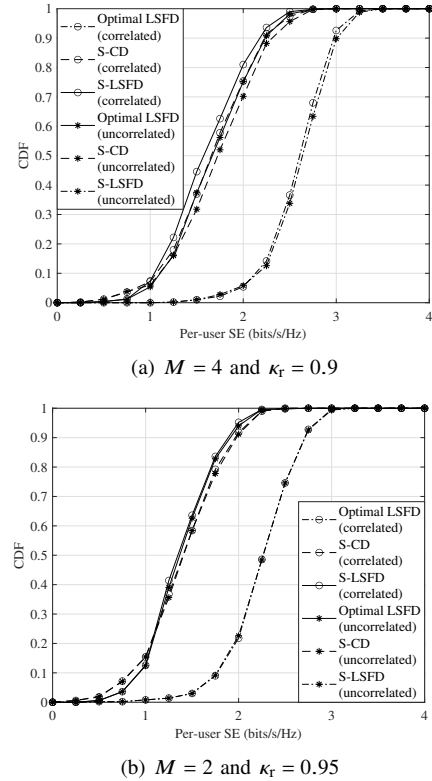 1
0.9
0.8
0.7
0.6
0.5
0.4
0.3
0.2
0.1
0
CDF
Optimal LSFD
(correlated)
S-CD
(correlated)
S-LSFD
(correlated)
Optimal LSFD
(uncorrelated)
S-CD
(uncorrelated)
S-LSFD
(uncorrelated)
0 1 2 3 4
Per-user SE (bits/s/Hz)
(a) M = 4 and κr = 0.9
1
0.9
0.8
0.7
0.6
0.5
0.4
0.3
0.2
0.1
0
CDF
Optimal LSFD
(correlated)
S-CD
(correlated)
S-LSFD
(correlated)
Optimal LSFD
(uncorrelated)
S-CD
(uncorrelated)
S-LSFD
(uncorrelated)
0 1 2 3 4
Per-user SE (bits/s/Hz)
(b) M = 2 and κr = 0.95